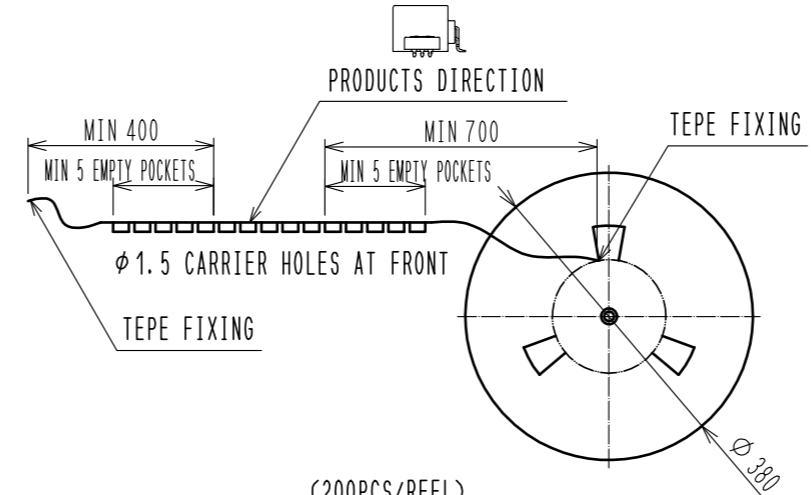 PRODUCTS DIRECTION
MIN 400
MIN 700
TEPE FIXING
MIN 5 EMPTY POCKETS
MIN 5 EMPTY POCKETS
φ1.5 CARRIER HOLES AT FRONT
TEPE FIXING
φ380
(200PCS/REEL)